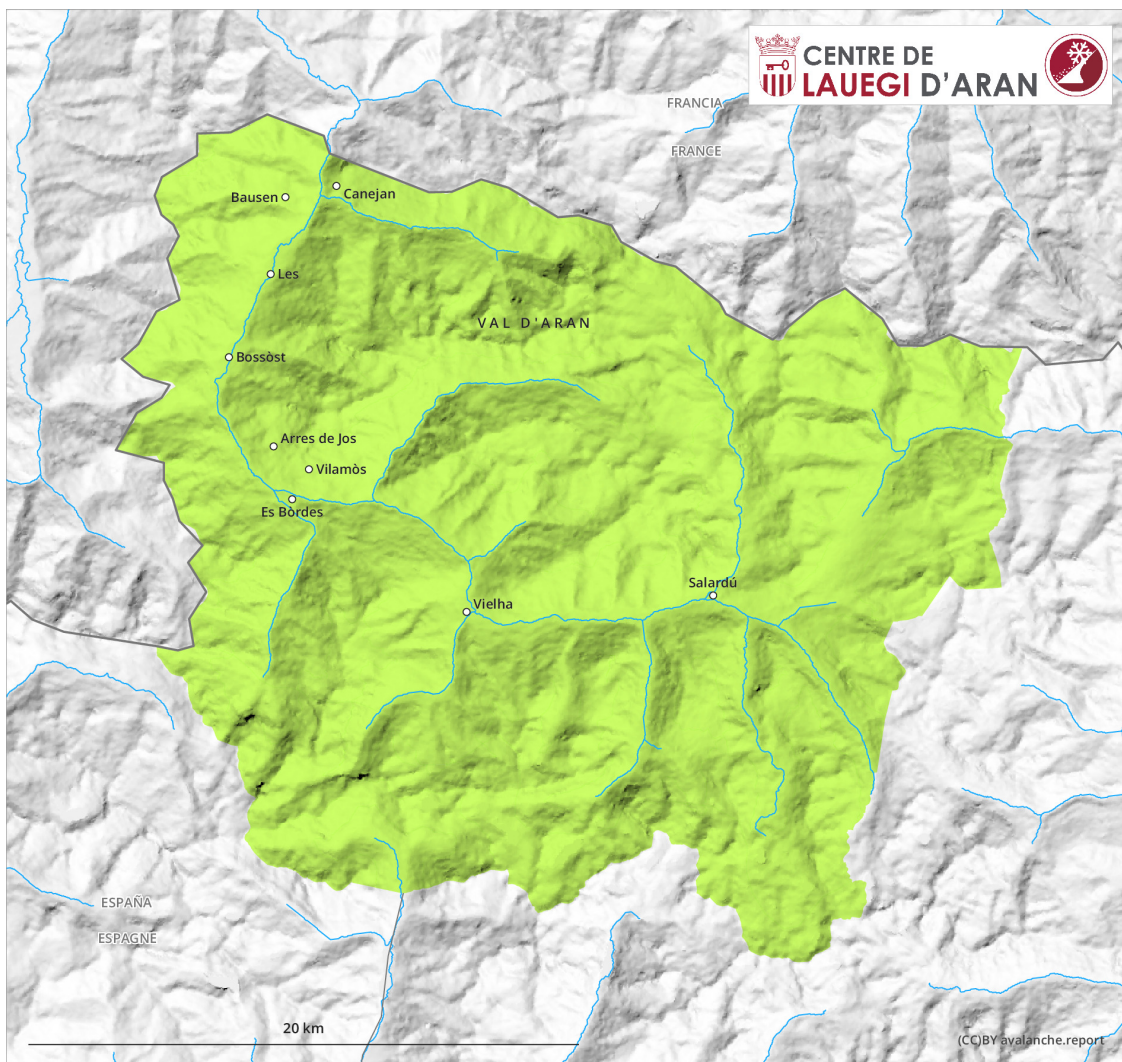 CENTRE DE
LAUEGI D'ARAN
FRANCIA
FRANCE
Canejan
Bausen
Les
VAL D'ARAN
Bossòst
Arres de Jos
Vilamòs
Es Bòrdes
Salardú
Vielha
ESPAÑA
ESPAGNE
20 km
(CC)BY avalanche.report